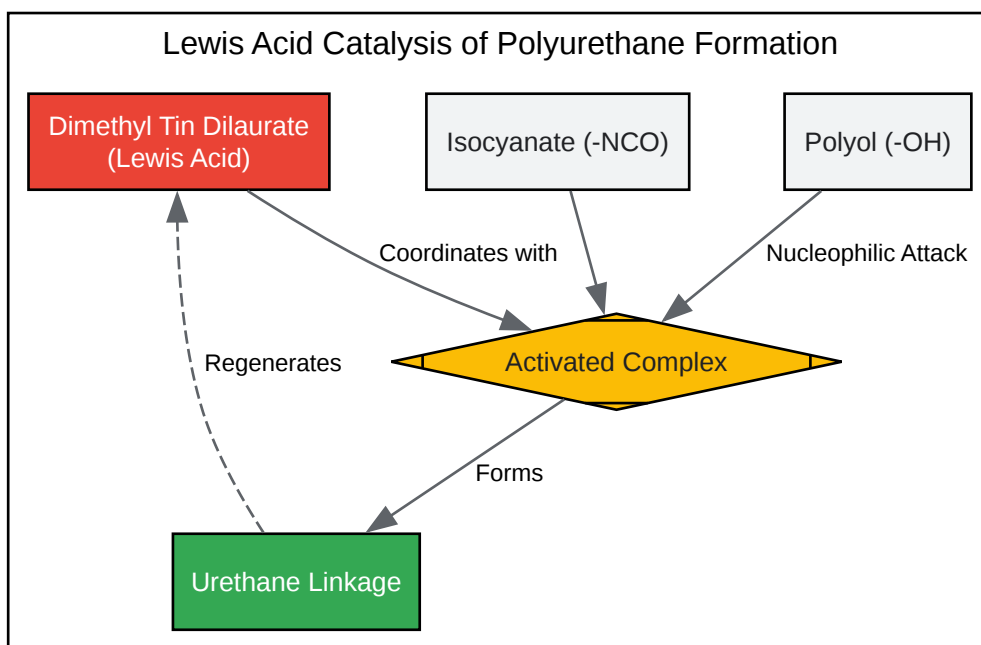 Lewis Acid Catalysis of Polyurethane Formation
Dimethyl Tin Dilaurate
(Lewis Acid)
Isocyanate (-NCO)
Polyol (-OH)
Coordinates with
Nucleophilic Attack
Activated Complex
Regenerates
Forms
Urethane Linkage